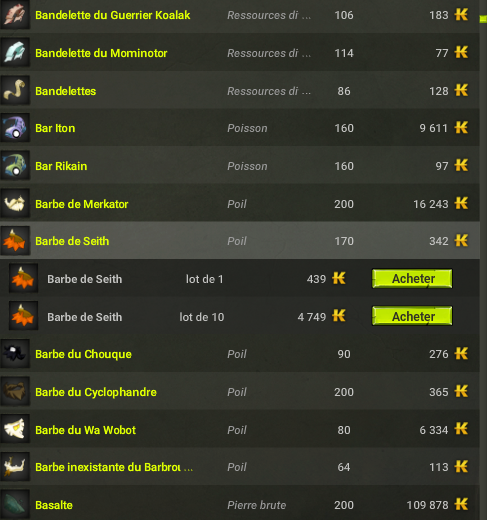 Bandelette du Guerrier Koalak Ressources di ... 106 183
Bandelette du Mominotor Ressources di ... 114 77
Bandelettes Ressources di ... 86 128
Bar Iton Poisson 160 9 611
Bar Rikain Poisson 160 97
Barbe de Merkator Poil 200 16 243
Barbe de Seith Poil 170 342
Barbe de Seith lot de 1 439 Acheter
Barbe de Seith lot de 10 4 749 Acheter
Barbe du Chouque Poil 90 276
Barbe du Cyclophandre Poil 200 365
Barbe du Wa Wobot Poil 80 6 334
Barbe inexistante du Barbrou ... Poil 64 113
Basalte Pierre brute 200 109 878